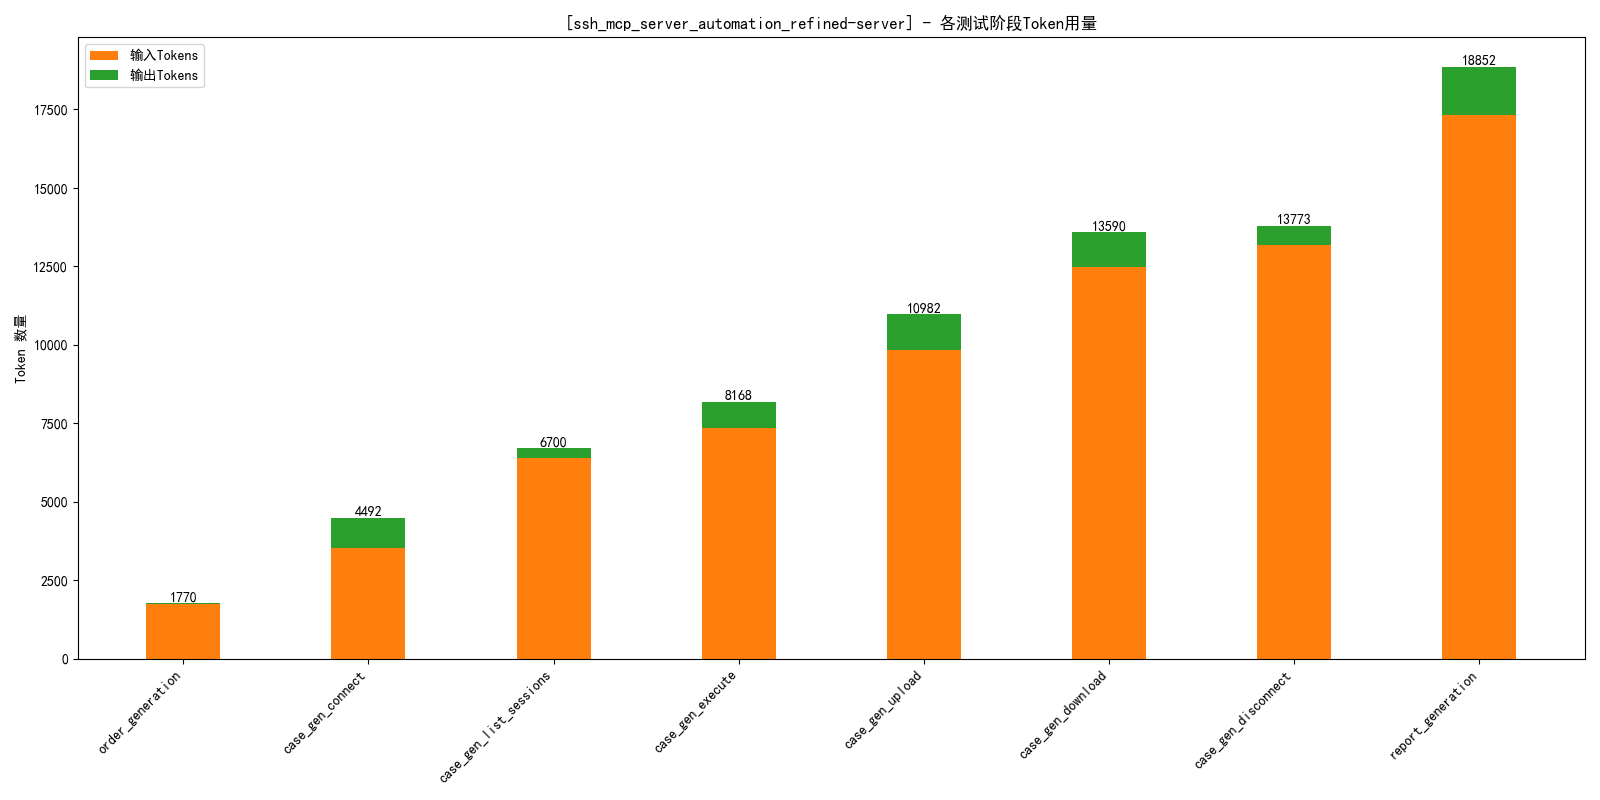 [ssh_mcp_server_automation_refined-server] - 各测试阶段Token用量
输入Tokens
输出Tokens
Token 数量
17500
15000
12500
10000
7500
5000
2500
0
1770
4492
6700
8168
10982
13590
13773
18852
order_generation
case_gen_connect
case_gen_list_sessions
case_gen_execute
case_gen_upload
case_gen_download
case_gen_disconnect
report_generation